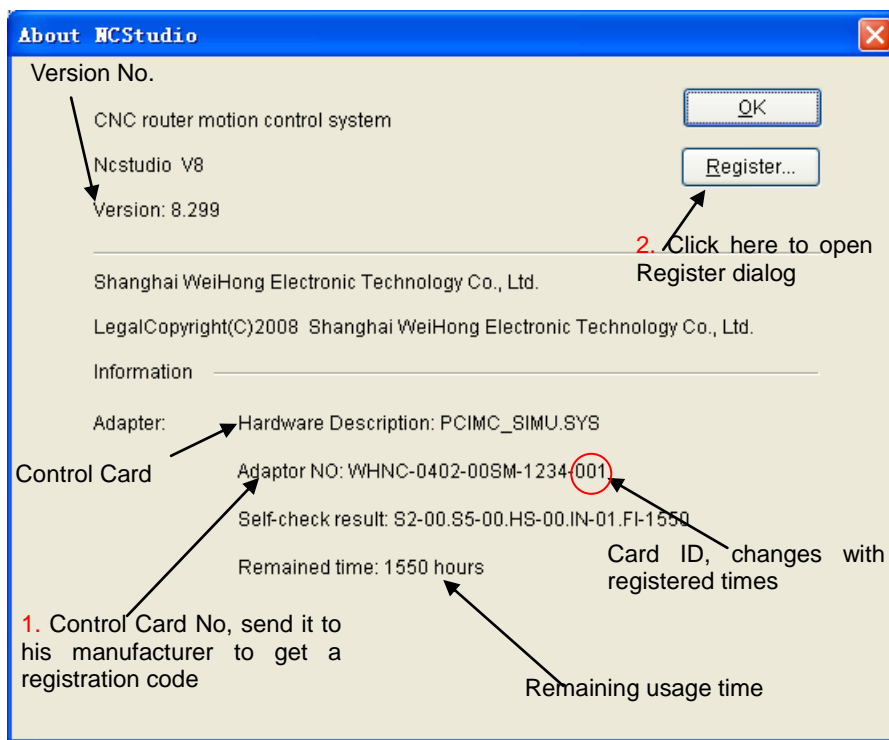 About NCStudio
Version No.
OK
CNC router motion control system
Ncstudio V8
Register...
Version: 8.299
2. Click here to open
Register dialog
Shanghai WeiHong Electronic Technology Co., Ltd.
LegalCopyright(C)2008 Shanghai WeiHong Electronic Technology Co., Ltd.
Information
Adapter:
Hardware Description: PCIMC_SIMU.SYS
Control Card
Adaptor NO: WHNC-0402-00SM-1234-001
Self-check result: S2-00.S5-00.HS-00.IN-01.FI-1550
Card ID, changes with
registered times
Remained time: 1550 hours
1. Control Card No, send it to
his manufacturer to get a
registration code
Remaining usage time